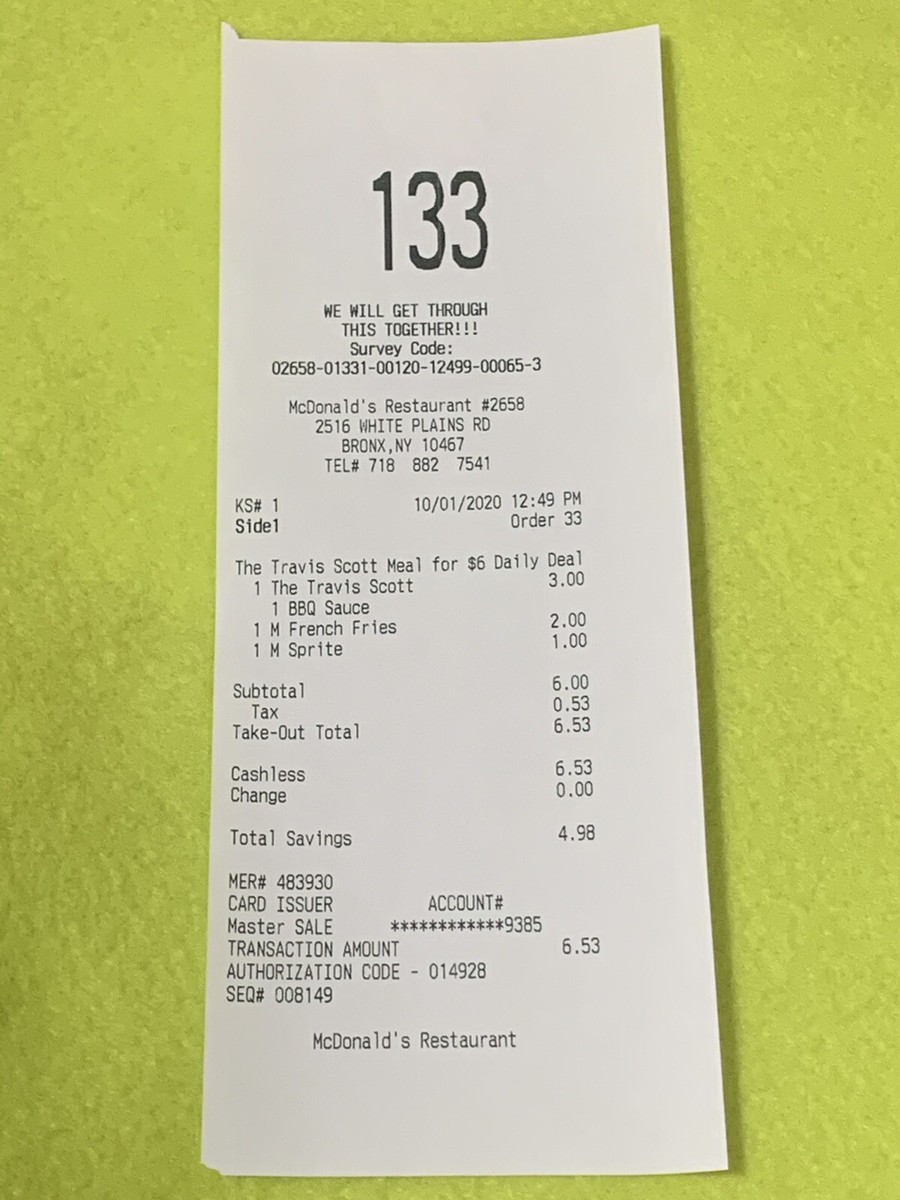 133
WE WILL GET THROUGH
THIS TOGETHER!!!
Survey Code:
02658-01331-00120-12499-00065-3
McDonald's Restaurant #2658
2516 WHITE PLAINS RD
BRONX,NY 10467
TEL# 718 882 7541
KS# 1 10/01/2020 12:49 PM
Side1 Order 33
The Travis Scott Meal for $6 Daily Deal
1 The Travis Scott 3.00
1 BBQ Sauce
1 M French Fries 2.00
1 M Sprite 1.00
Subtotal 6.00
Tax 0.53
Take-Out Total 6.53
Cashless 6.53
Change 0.00
Total Savings 4.98
MER# 483930
CARD ISSUER ACCOUNT#
Master SALE ************9385
TRANSACTION AMOUNT 6.53
AUTHORIZATION CODE - 014928
SEQ# 008149
McDonald's Restaurant